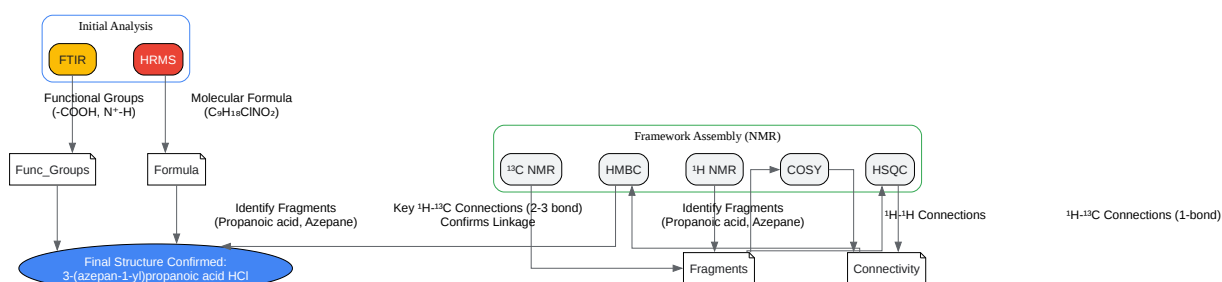 Initial Analysis
FTIR
HRMS
Functional Groups
(-COOH, N⁺-H)
Molecular Formula
(C₉H₁₈ClNO₂)
Framework Assembly (NMR)
¹³C NMR
HMBC
¹H NMR
COSY
HSQC
Func_Groups
Formula
Identify Fragments
(Propanoic acid, Azepane)
Key ¹H-¹³C Connections (2-3 bond)
Confirms Linkage
Identify Fragments
(Propanoic acid, Azepane)
¹H-¹H Connections
¹H-¹³C Connections (1-bond)
Final Structure Confirmed:
3-(azepan-1-yl)propanoic acid HCl
Fragments
Connectivity